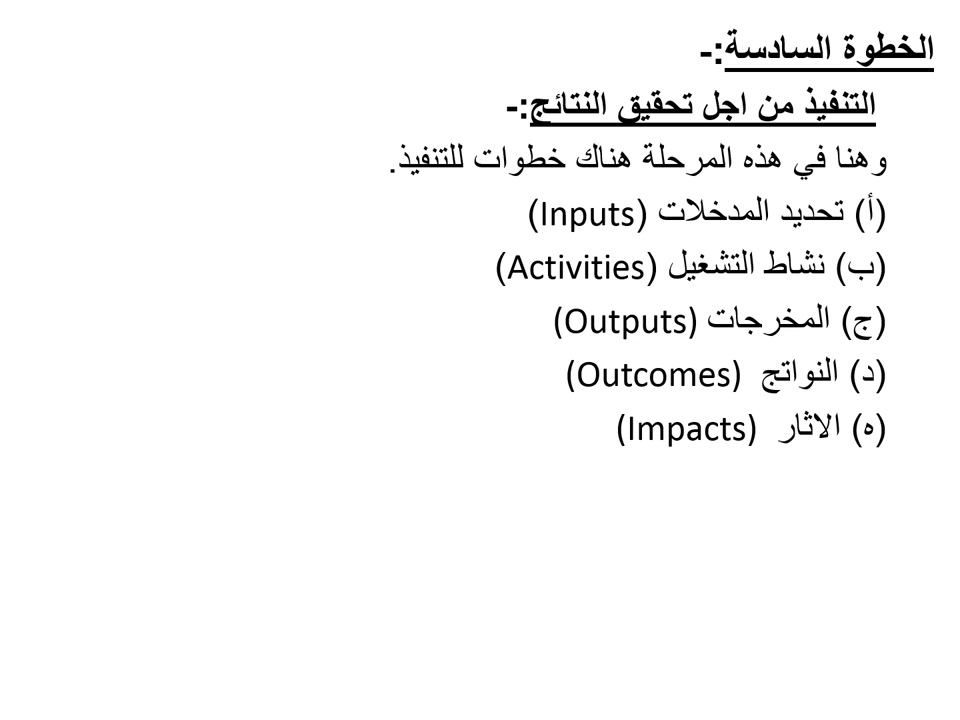 الخطوة السادسة:-
التنفيذ من اجل تحقيق النتائج:-
وهنا في هذه المرحلة هناك خطوات للتنفيذ.
(أ) تحديد المدخلات (Inputs)
(ب) نشاط التشغيل (Activities)
(ج) المخرجات (Outputs)
(د) النواتج (Outcomes)
(ه) الاثار (Impacts)